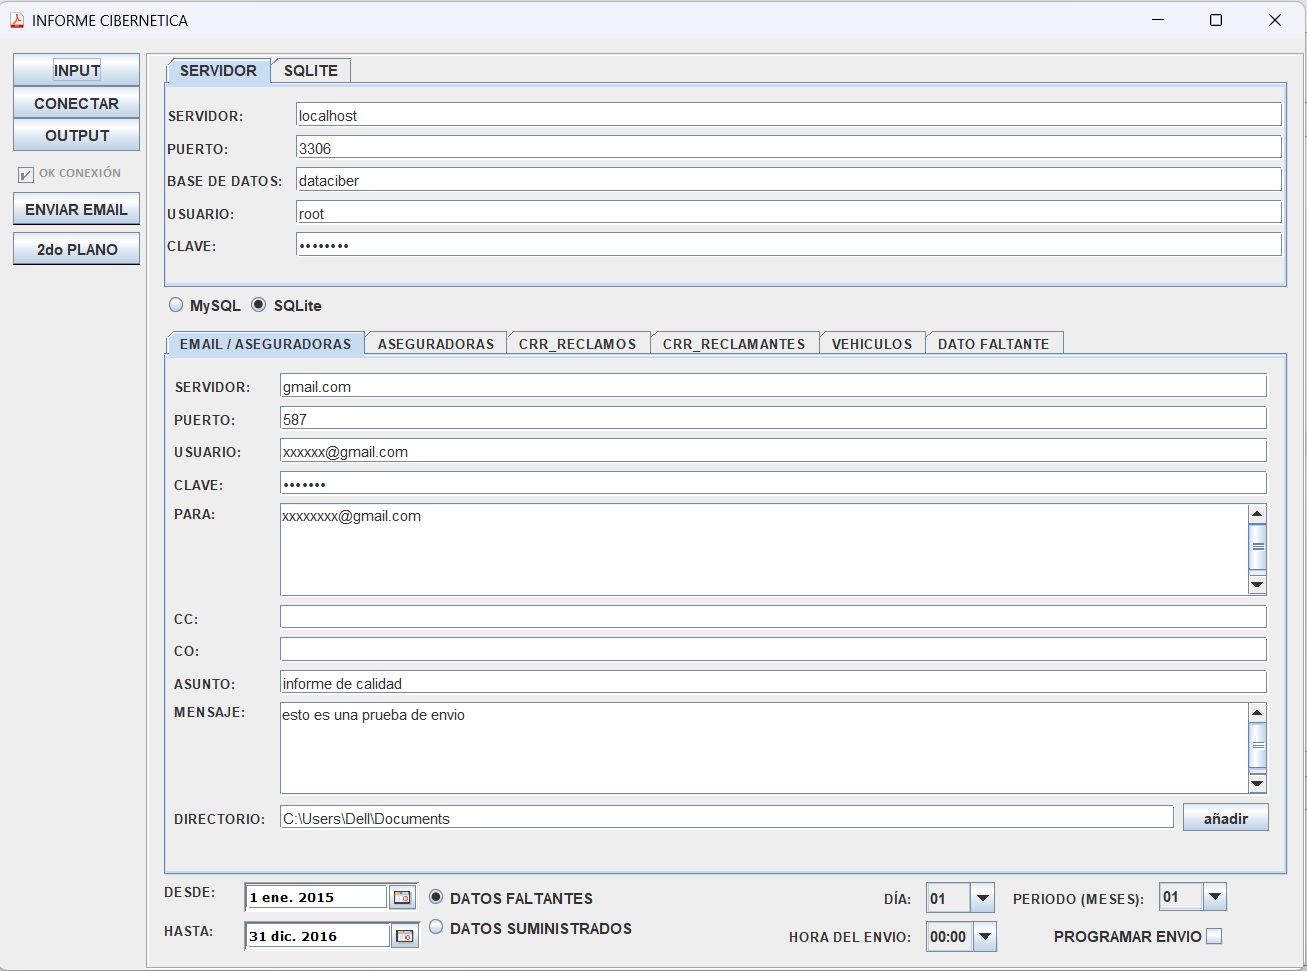 INFORME CIBERNETICA
INPUT
CONECTAR
OUTPUT
OK CONEXIÓN
ENVIAR EMAIL
2do PLANO
SERVIDOR SQLITE
SERVIDOR: localhost
PUERTO: 3306
BASE DE DATOS: dataciber
USUARIO: root
CLAVE: ••••••••
MySQL SQLite
EMAIL / ASEGURADORAS ASEGURADORAS CRR_RECLAMOS CRR_RECLAMANTES VEHICULOS DATO FALTANTE
SERVIDOR: gmail.com
PUERTO: 587
USUARIO: xxxxxx@gmail.com
CLAVE: •••••••
PARA: xxxxxxxx@gmail.com
CC:
CO:
ASUNTO: informe de calidad
MENSAJE: esto es una prueba de envio
DIRECTORIO: C:\Users\Dell\Documents añadir
DESDE: 1 ene. 2015 DATOS FALTANTES DÍA: 01 PERIODO (MESES): 01
HASTA: 31 dic. 2016 DATOS SUMINISTRADOS HORA DEL ENVIO: 00:00 PROGRAMAR ENVIO